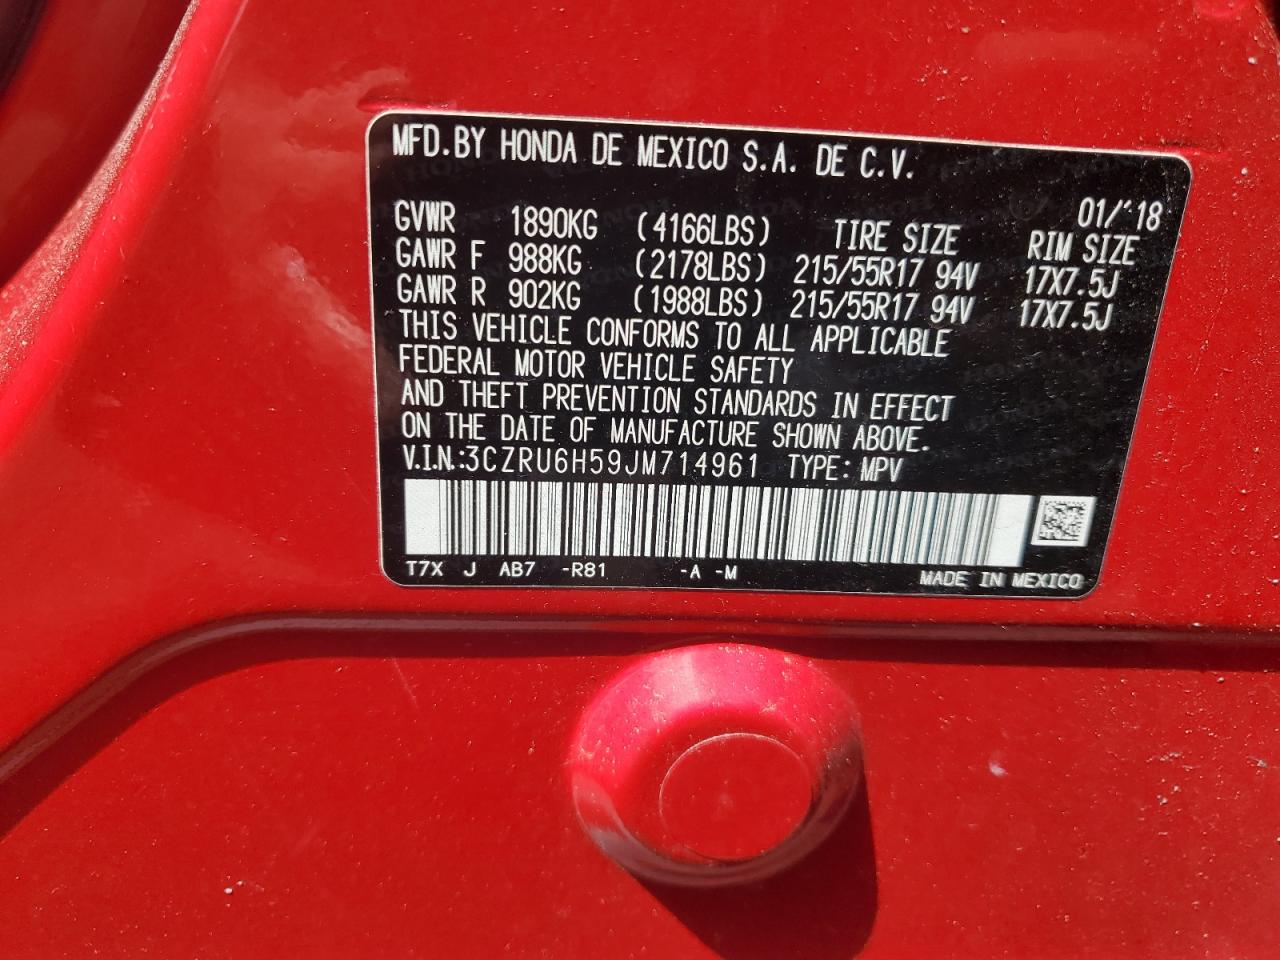 MFD.BY HONDA DE MEXICO S.A. DE C.V.
01/'18
GVWR 1890KG (4166LBS) TIRE SIZE RIM SIZE
GAWR F 988KG (2178LBS) 215/55R17 94V 17X7.5J
GAWR R 902KG (1988LBS) 215/55R17 94V 17X7.5J
THIS VEHICLE CONFORMS TO ALL APPLICABLE
FEDERAL MOTOR VEHICLE SAFETY
AND THEFT PREVENTION STANDARDS IN EFFECT
ON THE DATE OF MANUFACTURE SHOWN ABOVE.
V.I.N.:3CZRU6H59JM714961 TYPE: MPV
T7X J AB7 -R81 -A -M
MADE IN MEXICO